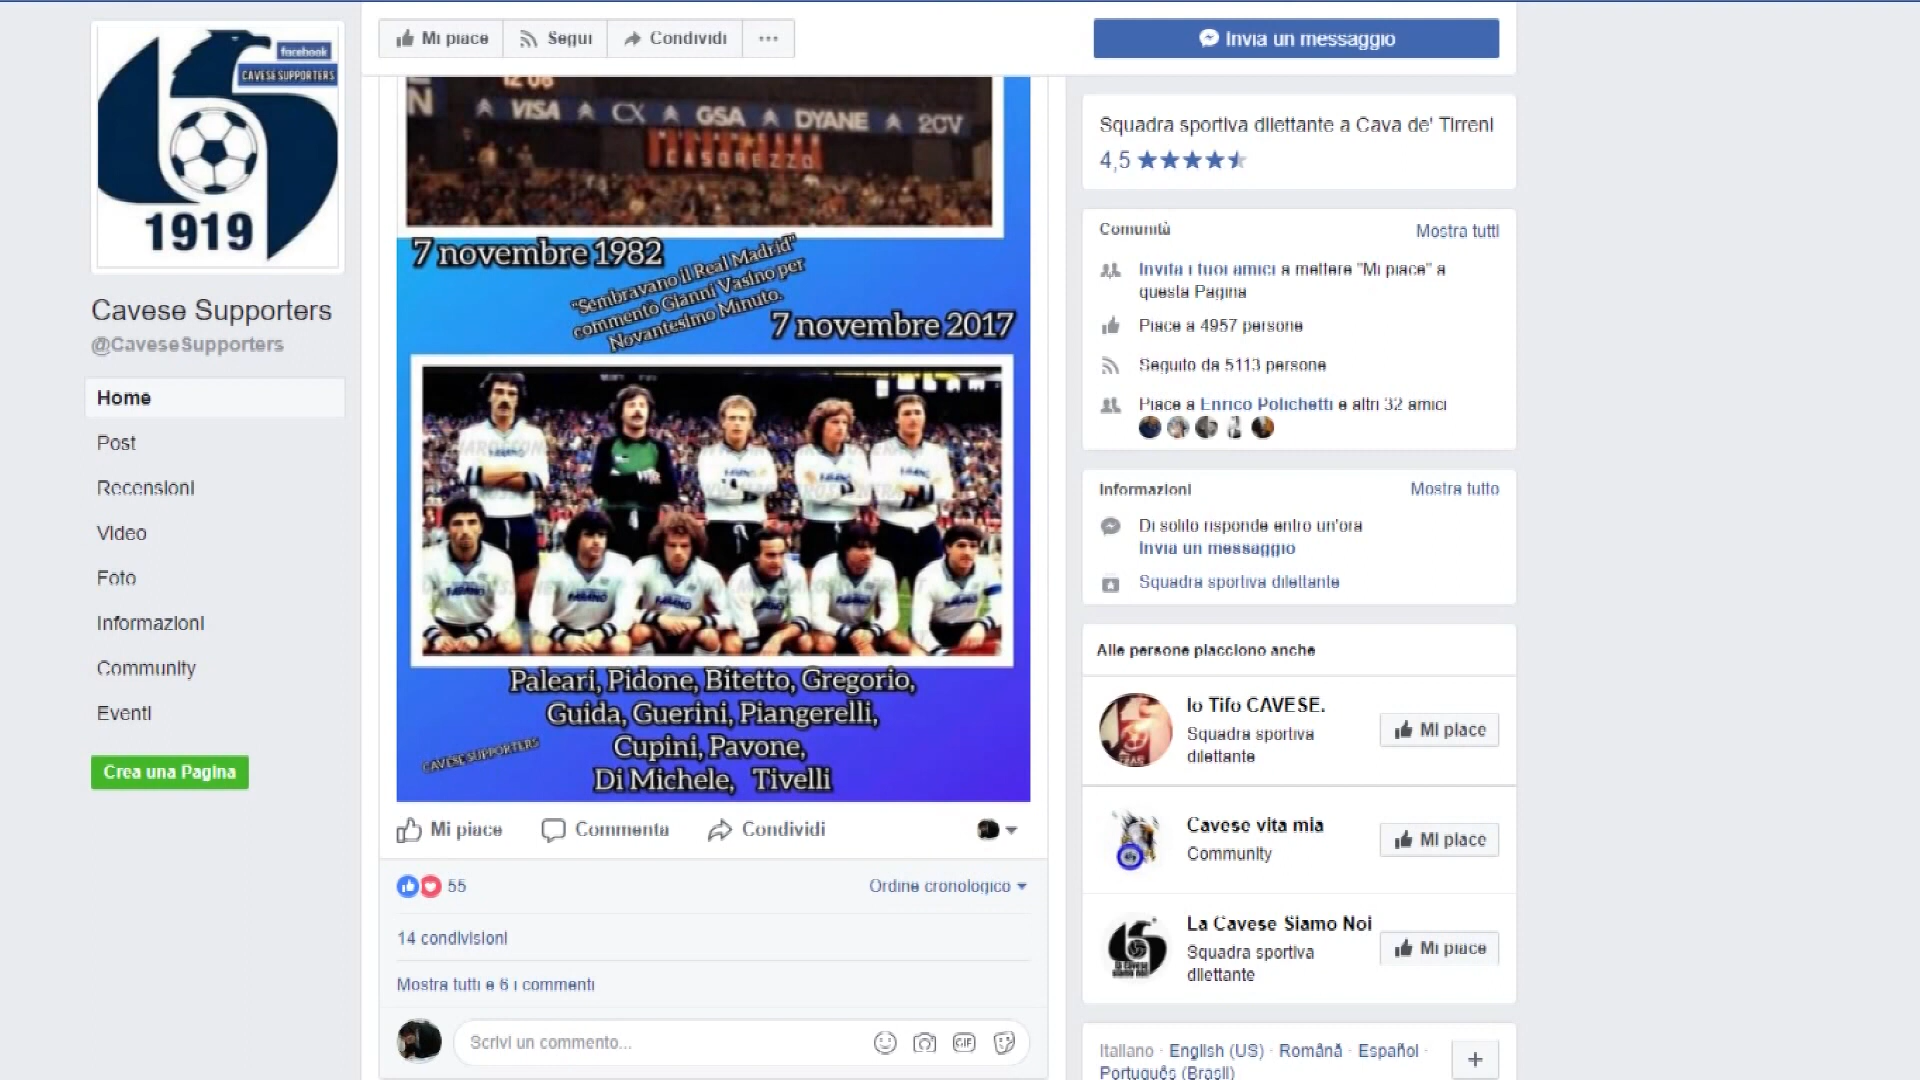 facebook
CAVESE SUPPORTERS
1919
Cavese Supporters
@CaveseSupporters
Home
Post
Recensioni
Video
Foto
Informazioni
Community
Eventi
Crea una Pagina
Mi piace
Segui
Condividi
Invia un messaggio
12 08
N
VISA CX GSA DYANE 2CV
CASOREZZO
7 novembre 1982
"Sembravano il Real Madrid"
commentò Gianni Vasino per
Novantesimo Minuto.
7 novembre 2017
Paleari, Pidone, Bitetto, Gregorio,
Guida, Guerini, Piangerelli,
Cupini, Pavone,
Di Michele, Tivelli
CAVESE SUPPORTERS
Mi piace
Commenta
Condividi
55
Ordine cronologico
14 condivisioni
Mostra tutti e 6 i commenti
Scrivi un commento...
GIF
Squadra sportiva dilettante a Cava de' Tirreni
4,5
Comunità
Mostra tutti
Invita i tuoi amici a mettere "Mi piace" a
questa Pagina
Piace a 4957 persone
Seguito da 5113 persone
Piace a Enrico Polichetti e altri 32 amici
Informazioni
Mostra tutto
Di solito risponde entro un'ora
Invia un messaggio
Squadra sportiva dilettante
Alle persone piacciono anche
Io Tifo CAVESE.
Squadra sportiva
dilettante
Mi piace
Cavese vita mia
Community
Mi piace
La Cavese Siamo Noi
Squadra sportiva
dilettante
Mi piace
Italiano · English (US) · Română · Español ·
Português (Brasil)